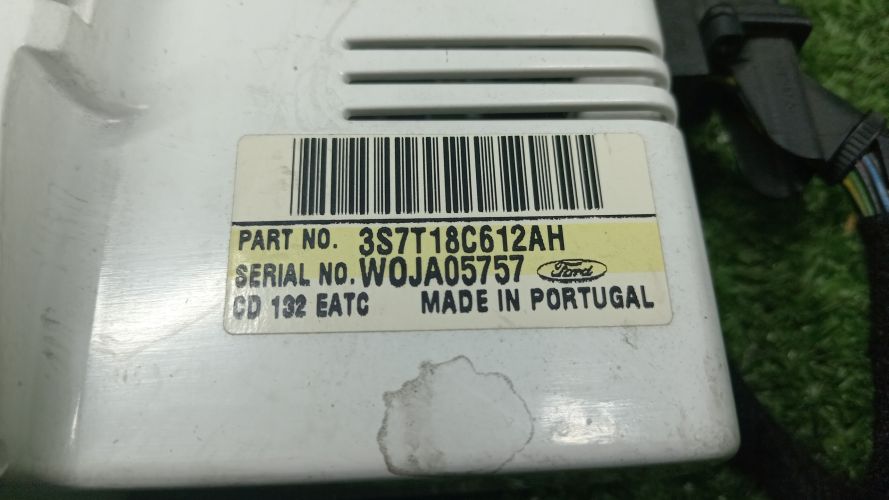 PART NO. 3S7T18C612AH
SERIAL NO. WOJA05757 Ford
CD 132 EATC MADE IN PORTUGAL